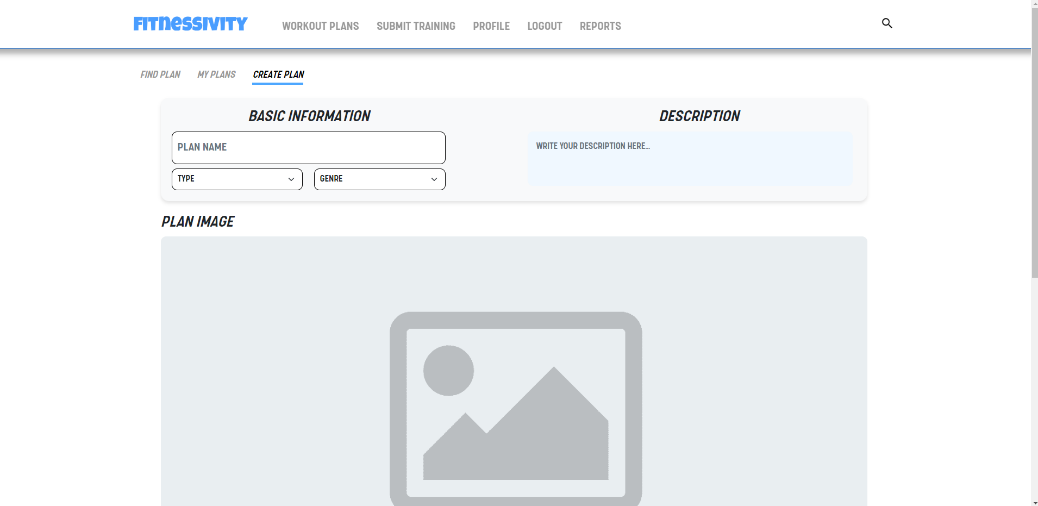 FITNESSIVITY
WORKOUT PLANS SUBMIT TRAINING PROFILE LOGOUT REPORTS
FIND PLAN MY PLANS CREATE PLAN
BASIC INFORMATION
PLAN NAME
TYPE GENRE
DESCRIPTION
WRITE YOUR DESCRIPTION HERE...
PLAN IMAGE